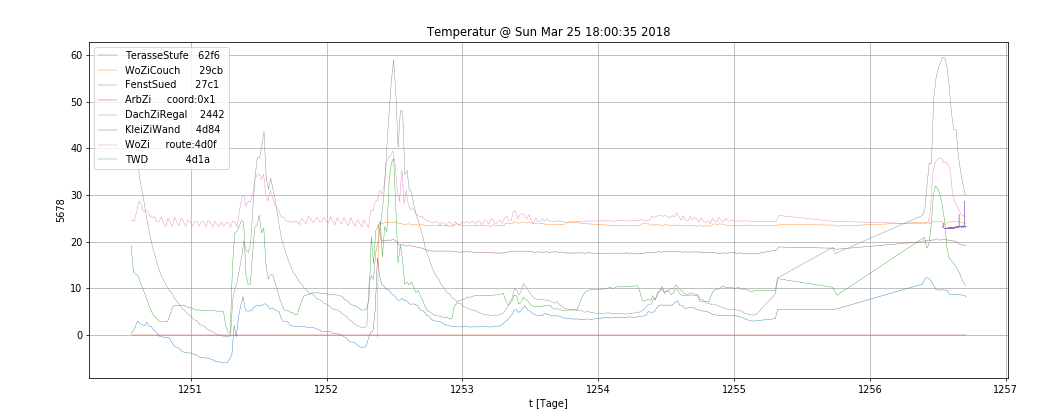 Temperatur @ Sun Mar 25 18:00:35 2018
TerasseStufe 62f6
WoZiCouch 29cb
FenstSued 27c1
ArbZi coord:0x1
DachZiRegal 2442
KleiZiWand 4d84
WoZi route:4d0f
TWD 4d1a
60
50
40
30
20
10
0
5678
1251 1252 1253 1254 1255 1256 1257
t [Tage]